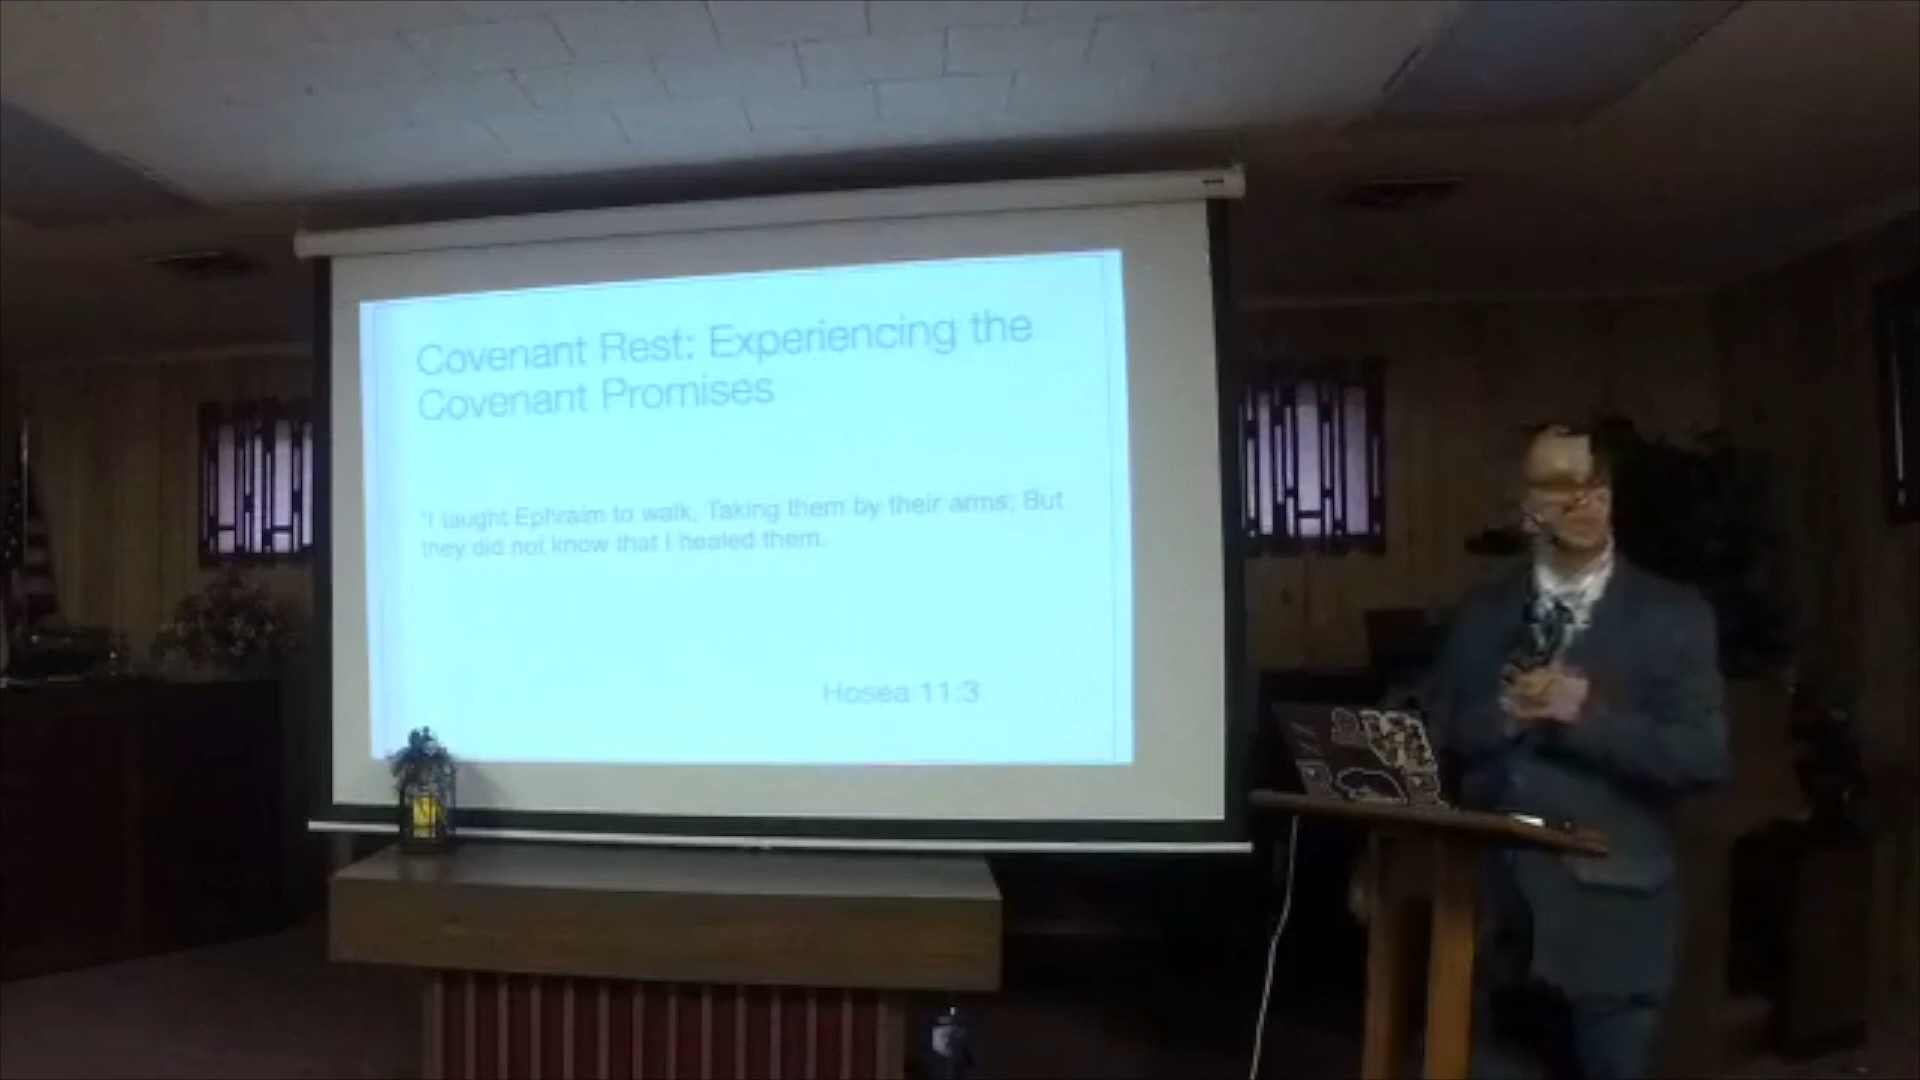 Covenant Rest: Experiencing the
Covenant Promises
"I taught Ephraim to walk, Taking them by their arms; But
they did not know that I healed them.
Hosea 11:3